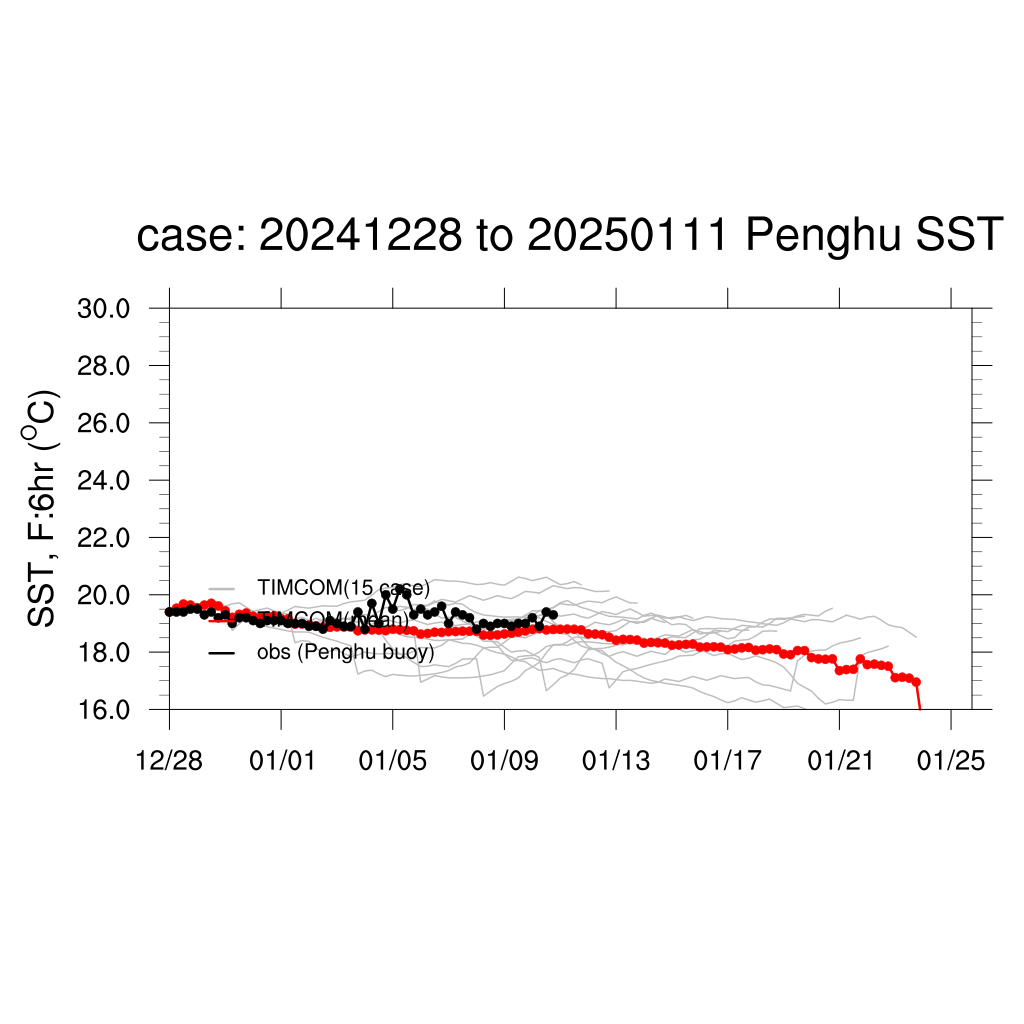 case: 20241228 to 20250111 Penghu SST
SST, F:6hr (°C)
30.0
28.0
26.0
24.0
22.0
20.0
18.0
16.0
TIMCOM(15 case)
TIMCOM(mean)
obs (Penghu buoy)
12/28 01/01 01/05 01/09 01/13 01/17 01/21 01/25